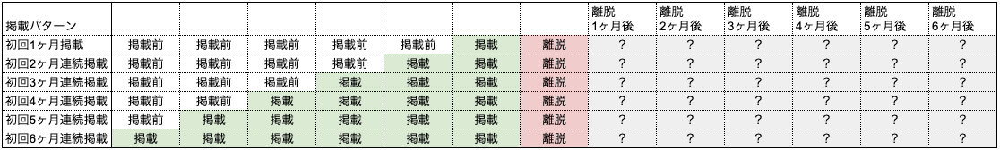 離脱 離脱 離脱 離脱 離脱 離脱
掲載パターン 1ヶ月後 2ヶ月後 3ヶ月後 4ヶ月後 5ヶ月後 6ヶ月後
初回1ヶ月掲載 掲載前 掲載前 掲載前 掲載前 掲載前 掲載 離脱 ? ? ? ? ? ?
初回2ヶ月連続掲載 掲載前 掲載前 掲載前 掲載前 掲載 掲載 離脱 ? ? ? ? ? ?
初回3ヶ月連続掲載 掲載前 掲載前 掲載前 掲載 掲載 掲載 離脱 ? ? ? ? ? ?
初回4ヶ月連続掲載 掲載前 掲載前 掲載 掲載 掲載 掲載 離脱 ? ? ? ? ? ?
初回5ヶ月連続掲載 掲載前 掲載 掲載 掲載 掲載 掲載 離脱 ? ? ? ? ? ?
初回6ヶ月連続掲載 掲載 掲載 掲載 掲載 掲載 掲載 離脱 ? ? ? ? ? ?